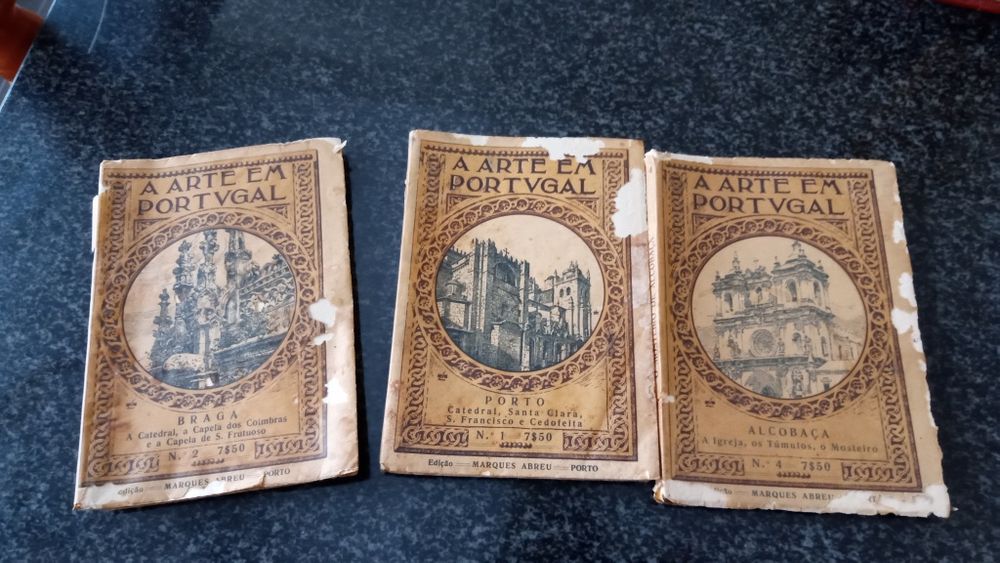 A ARTE EM
PORTVGAL
BRAGA
A Catedral, a Capela dos Coimbras
e a Capela de S. Frutuoso
N.º 2 7$50
edição — MARQUES ABREU — PORTO
A ARTE EM
PORTVGAL
PORTO
Catedral, Santa Clara,
S. Francisco e Cedofeita
N.º 1 7$50
Edição — MARQUES ABREU — PORTO
DE ALCOBAÇA
A ARTE EM
PORTVGAL
ALCOBAÇA
A Igreja, os Túmulos, o Mosteiro
N.º 4 7$50
MARQUES ABREU